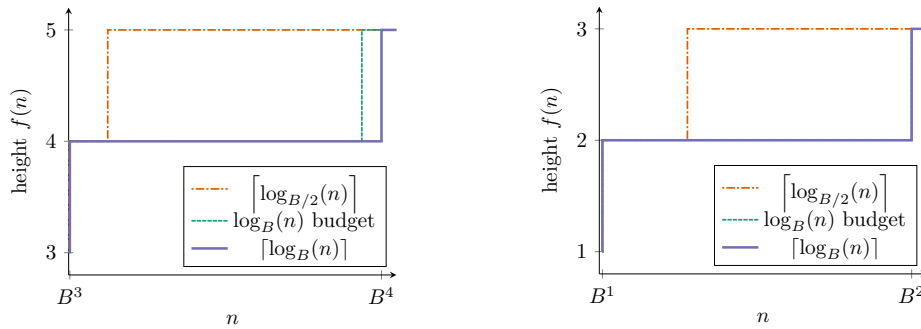 5
4
3
height f(n)
⌈log_{B/2}(n)⌉
log_B(n) budget
⌈log_B(n)⌉
B^3
B^4
n
3
2
1
height f(n)
⌈log_{B/2}(n)⌉
log_B(n) budget
⌈log_B(n)⌉
B^1
B^2
n